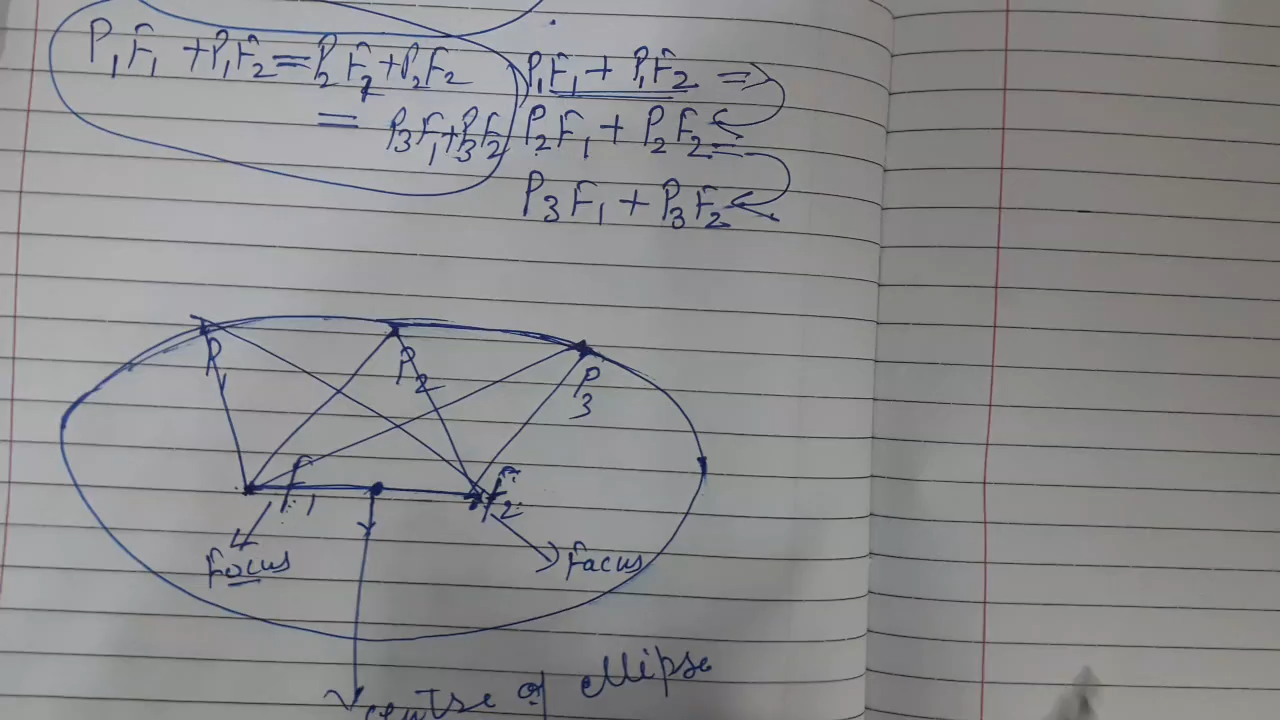 P₁F₁ + P₁F₂ = P₂F₂ + P₂F₂
= P₃F₁ + P₃F₂
P₁F₁ + P₁F₂ =
P₂F₁ + P₂F₂ =
P₃F₁ + P₃F₂
P₁
P₂
P₃
F₁
F₂
Focus
Facus
centre of ellipse